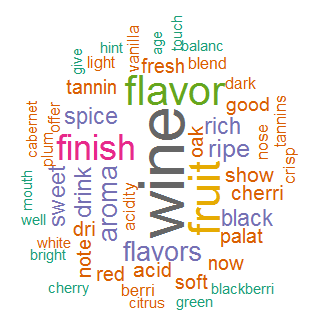 hint
vanilla
age
touch
balanc
give
light
fresh
blend
tannin
flavor
dark
cabernet
offer
spice
good
plum
finish
wine
oak
rich
nose
tannins
ripe
crisp
mouth
sweet
drink
aroma
acidity
fruit
show
cherri
well
dri
black
white
note
flavors
palat
bright
red
acid
soft
now
cherry
berri
citrus
green
blackberri